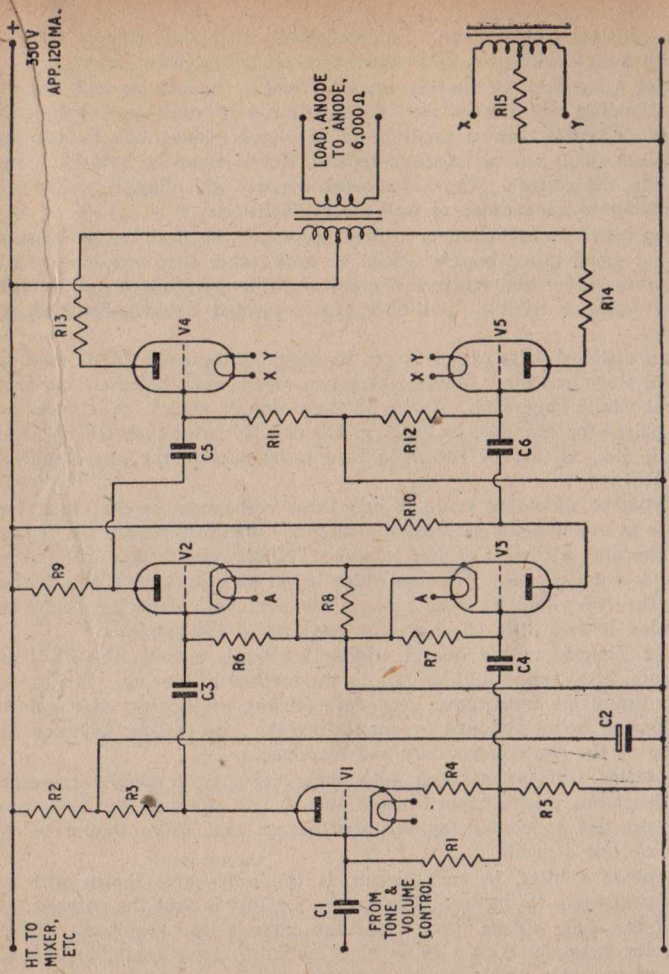 HT TO
MIXER,
ETC
+
350 V
APP. 120 MA.
R2
R9
R13
R3
V2
C5
V4
C3
R6
A
R11
X Y
LOAD, ANODE
TO ANODE,
6,000 Ω
C1
V1
R8
R10
FROM
TONE &
VOLUME
CONTROL
R1
R4
R7
A
R12
X Y
C4
V3
C6
V5
R14
R5
C2
X
R15
Y